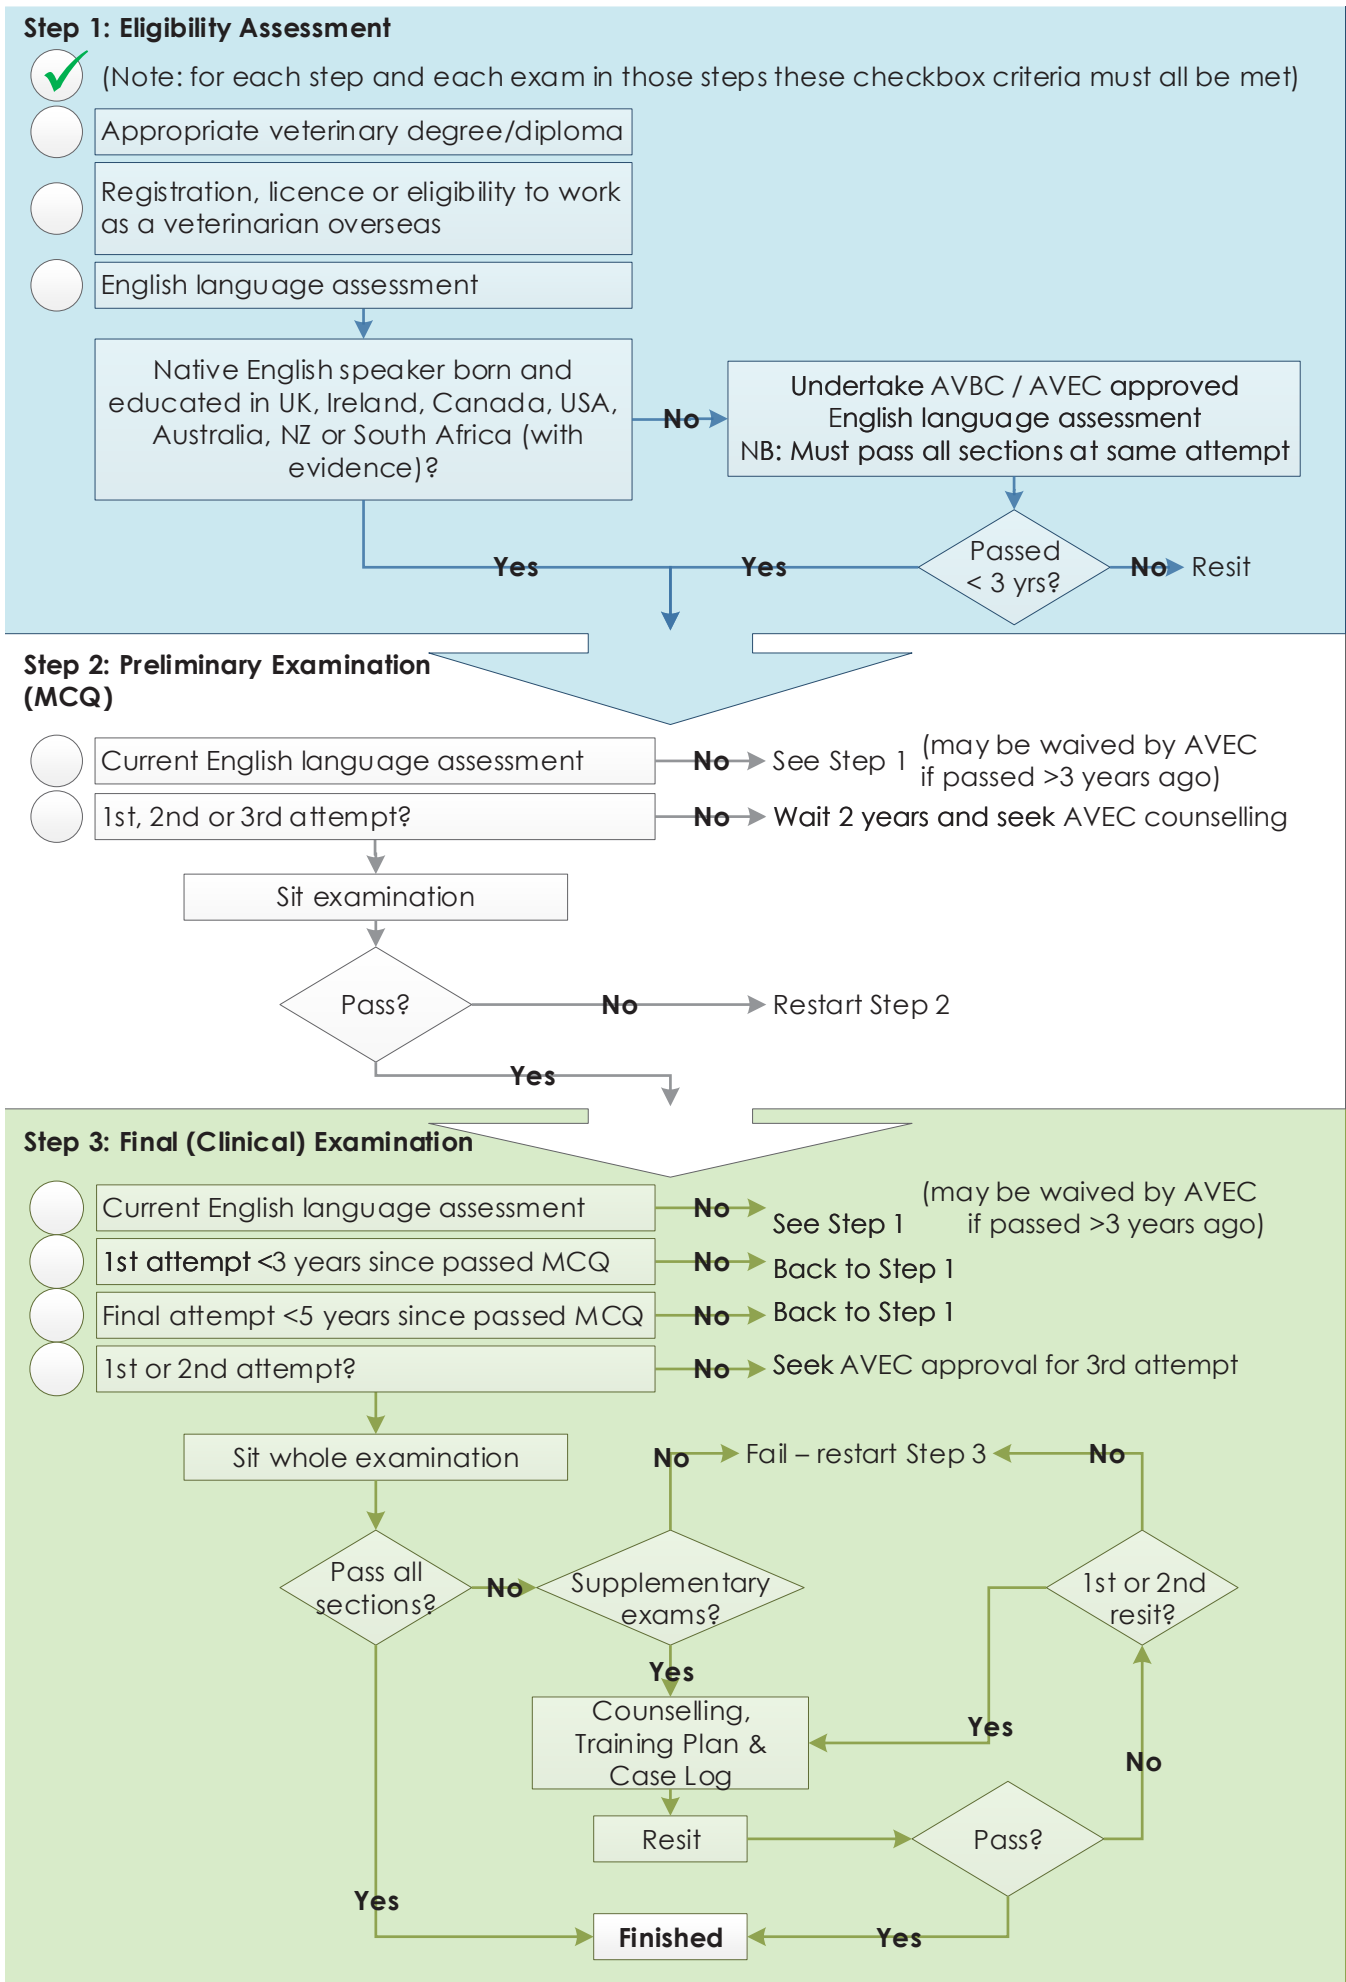 Step 1: Eligibility Assessment
(Note: for each step and each exam in those steps these checkbox criteria must all be met)
Appropriate veterinary degree/diploma
Registration, licence or eligibility to work
as a veterinarian overseas
English language assessment
Native English speaker born and
educated in UK, Ireland, Canada, USA,
Australia, NZ or South Africa (with
evidence)?
No
Undertake AVBC / AVEC approved
English language assessment
NB: Must pass all sections at same attempt
Passed
< 3 yrs?
Yes
Yes
No
Resit
Step 2: Preliminary Examination
(MCQ)
Current English language assessment
No
See Step 1
(may be waived by AVEC
if passed >3 years ago)
1st, 2nd or 3rd attempt?
No
Wait 2 years and seek AVEC counselling
Sit examination
Pass?
No
Restart Step 2
Yes
Step 3: Final (Clinical) Examination
Current English language assessment
No
See Step 1
(may be waived by AVEC
if passed >3 years ago)
1st attempt <3 years since passed MCQ
No
Back to Step 1
Final attempt <5 years since passed MCQ
No
Back to Step 1
1st or 2nd attempt?
No
Seek AVEC approval for 3rd attempt
Sit whole examination
No
Fail – restart Step 3
No
Pass all
sections?
No
Supplementary
exams?
1st or 2nd
resit?
Yes
Counselling,
Training Plan &
Case Log
Yes
No
Resit
Pass?
Yes
Finished
Yes